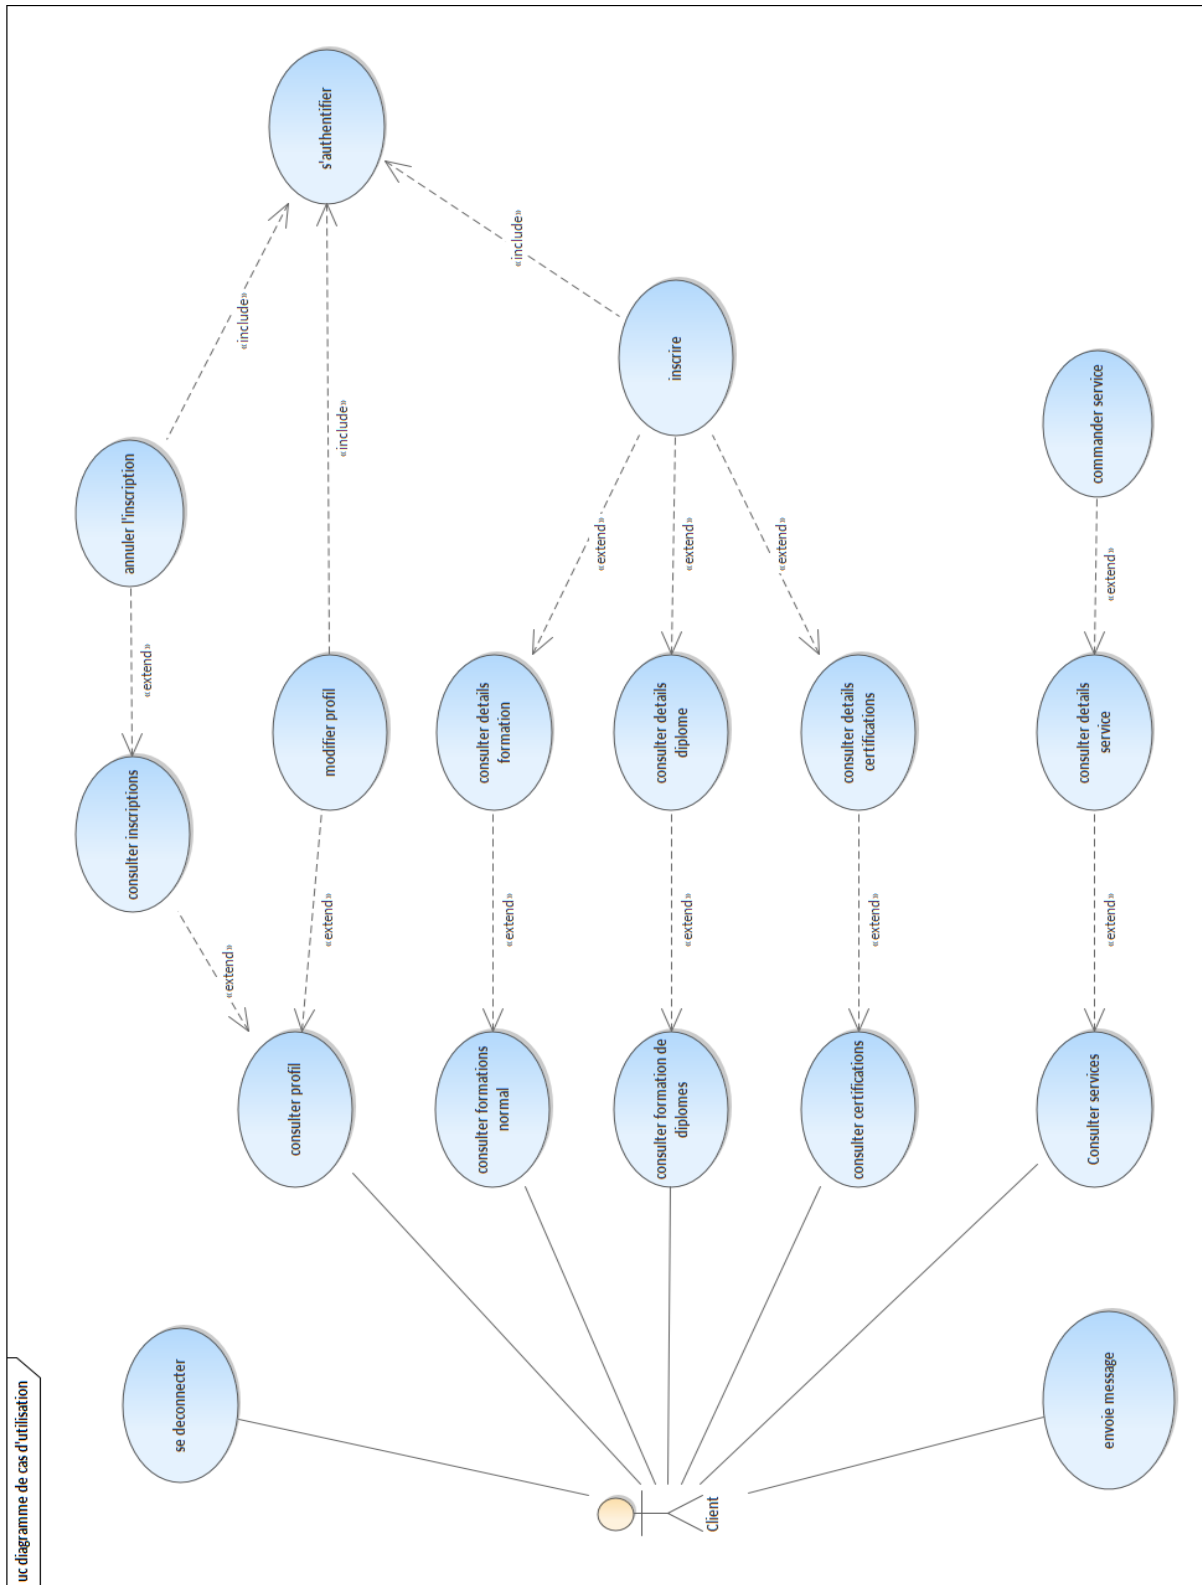 uc diagramme de cas d'utilisation
se deconnecter
Client
envoie message
consulter profil
consulter formations
normal
consulter formation de
diplomes
consulter certifications
Consulter services
«extend»
«extend»
«extend»
«extend»
«extend»
«extend»
consulter inscriptions
modifier profil
consulter details
formation
consulter details
diplome
consulter details
certifications
consulter details
service
«extend»
«extend»
«extend»
«extend»
«extend»
annuler l'inscription
inscrire
commander service
«include»
«include»
«include»
s'authentifier